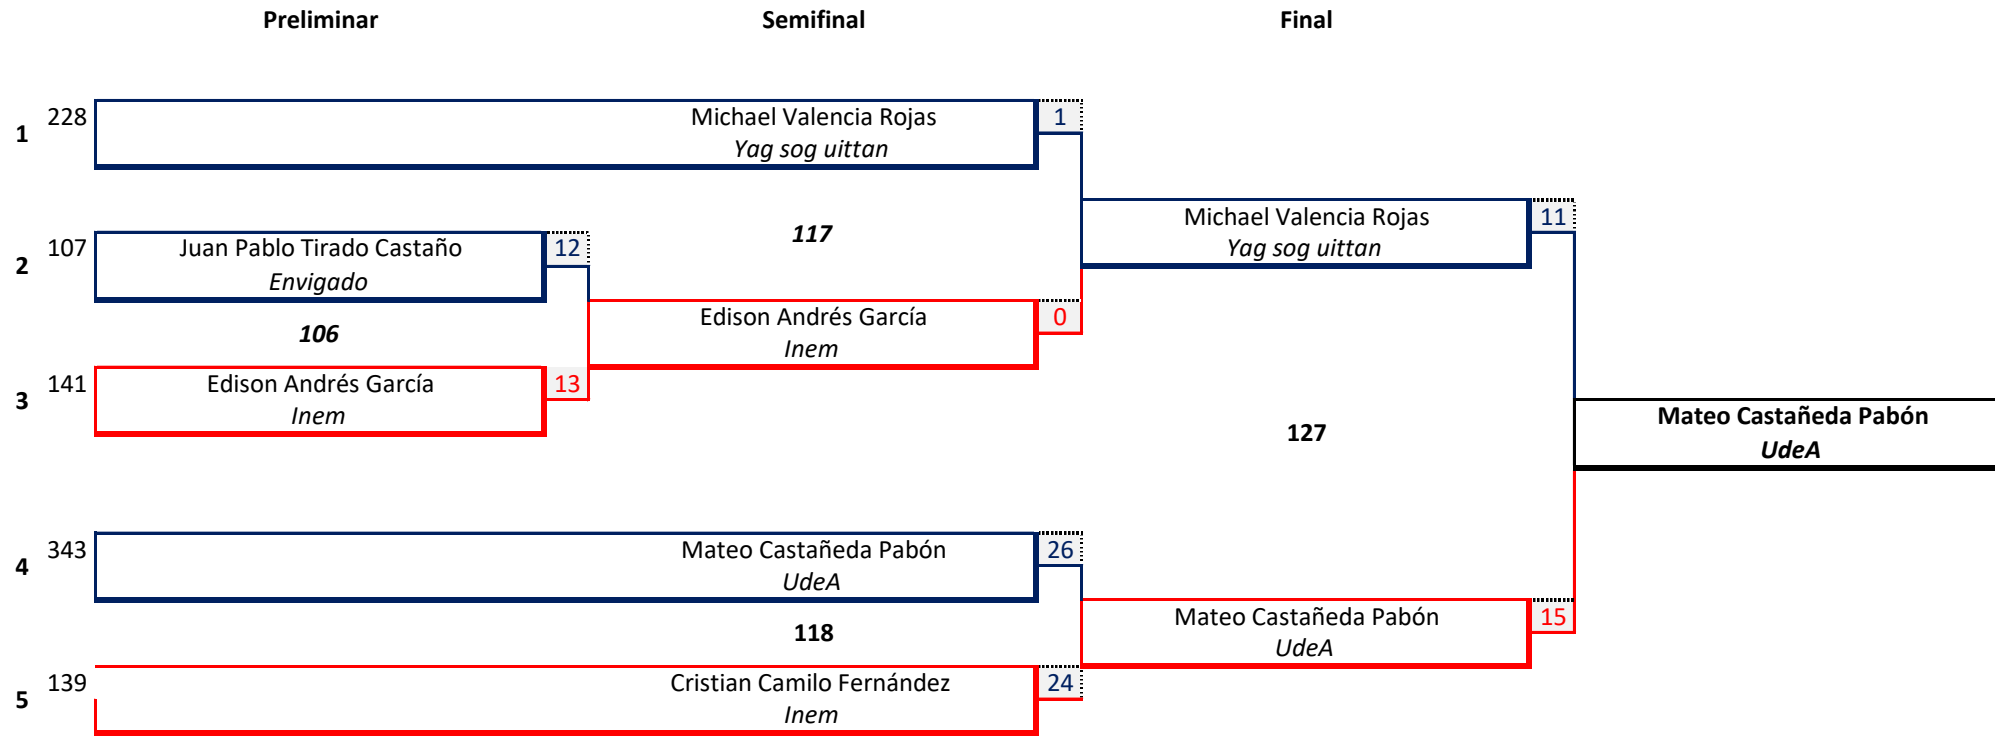 Preliminar Semifinal Final
1 228 Michael Valencia Rojas 1
Yag sog uittan
Michael Valencia Rojas 11
Yag sog uittan
117
2 107 Juan Pablo Tirado Castaño 12
Envigado
106
Edison Andrés García 0
Inem
3 141 Edison Andrés García 13
Inem
127
Mateo Castañeda Pabón
UdeA
4 343 Mateo Castañeda Pabón 26
UdeA
118
Mateo Castañeda Pabón 15
UdeA
5 139 Cristian Camilo Fernández 24
Inem